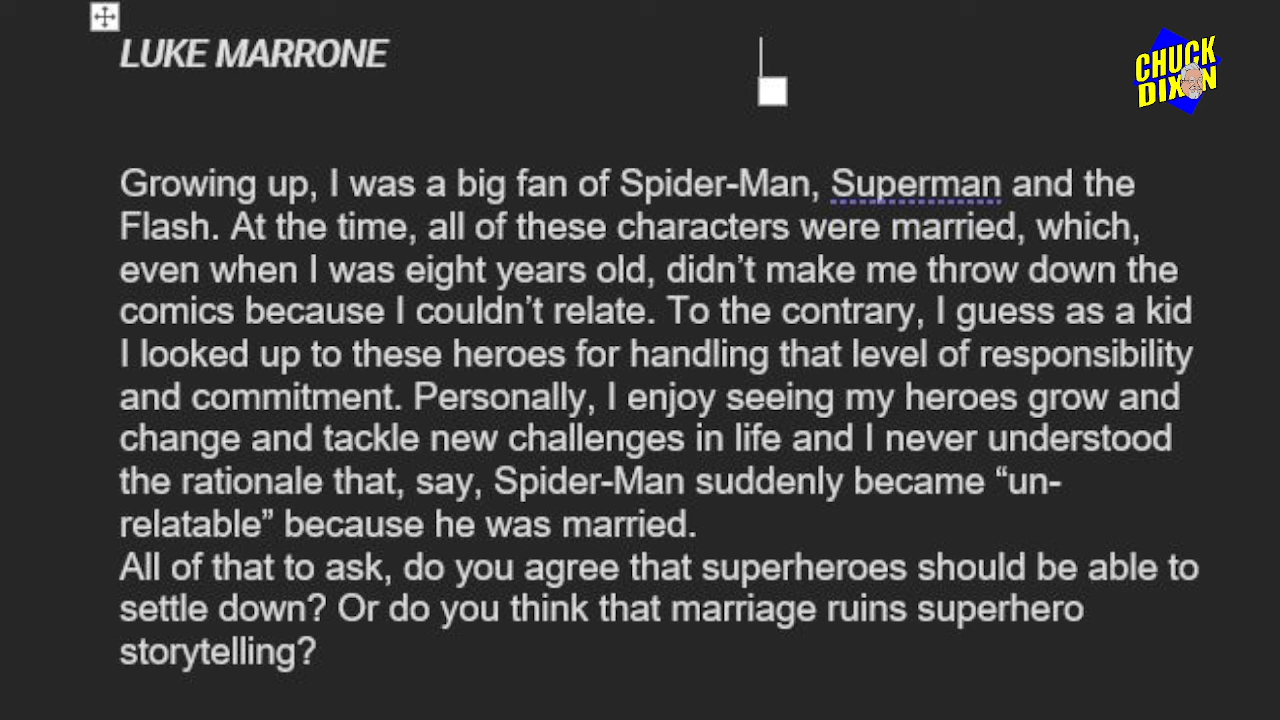 LUKE MARRONE
CHUCK
DIXON
Growing up, I was a big fan of Spider-Man, Superman and the
Flash. At the time, all of these characters were married, which,
even when I was eight years old, didn’t make me throw down the
comics because I couldn’t relate. To the contrary, I guess as a kid
I looked up to these heroes for handling that level of responsibility
and commitment. Personally, I enjoy seeing my heroes grow and
change and tackle new challenges in life and I never understood
the rationale that, say, Spider-Man suddenly became “un-
relatable” because he was married.
All of that to ask, do you agree that superheroes should be able to
settle down? Or do you think that marriage ruins superhero
storytelling?